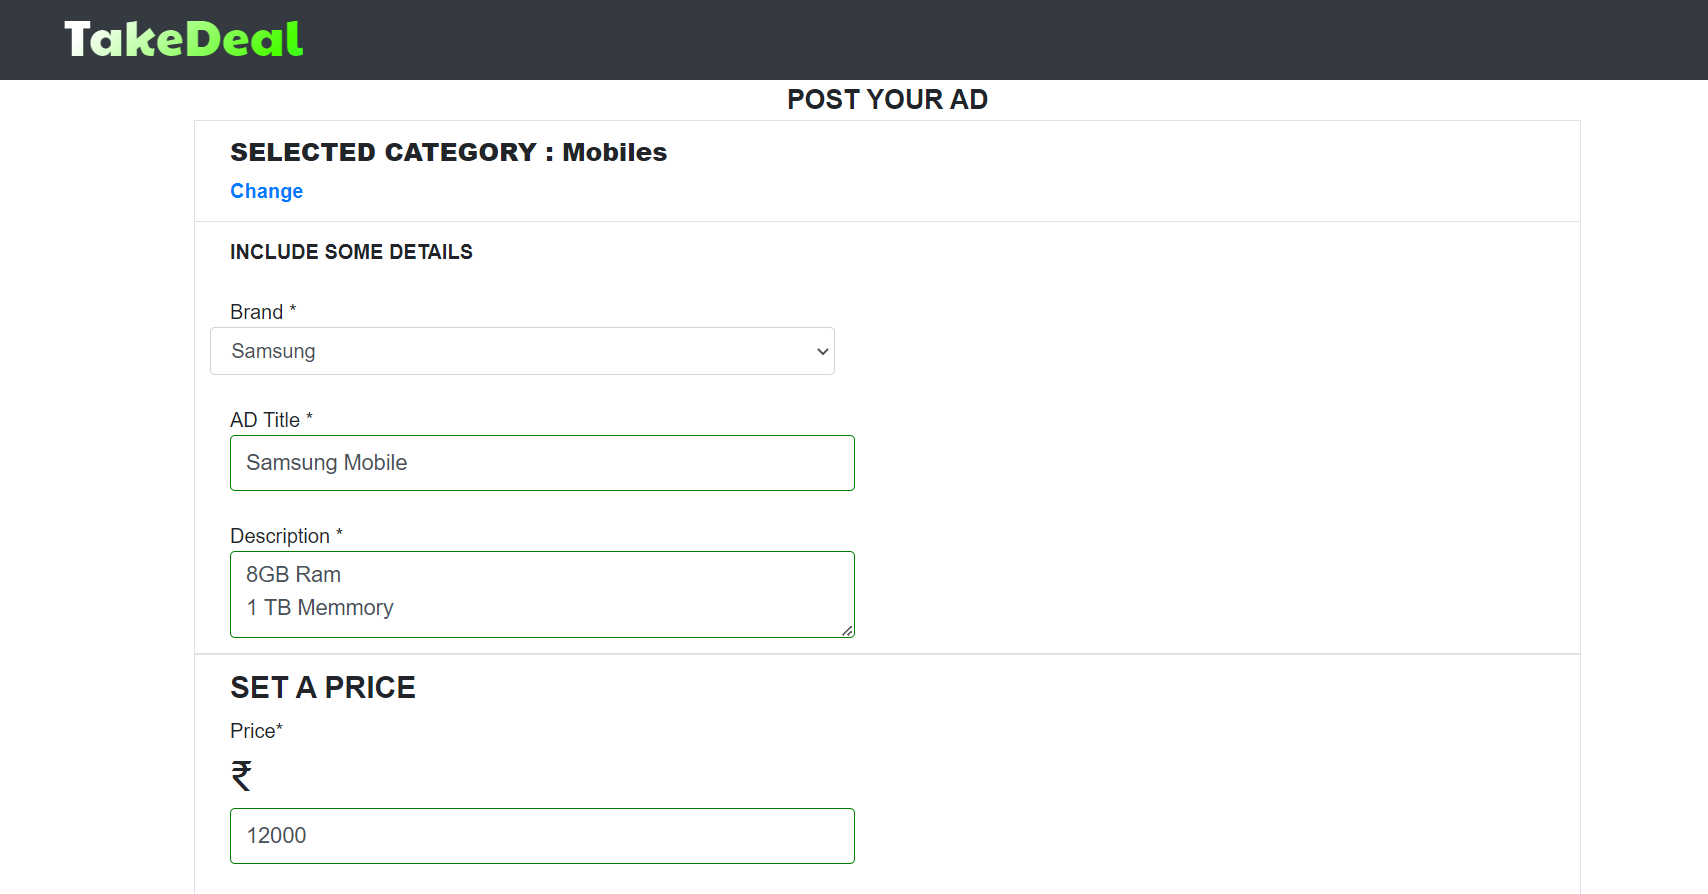 TakeDeal
POST YOUR AD
SELECTED CATEGORY : Mobiles
Change
INCLUDE SOME DETAILS
Brand *
Samsung
AD Title *
Samsung Mobile
Description *
8GB Ram
1 TB Memmory
SET A PRICE
Price*
₹
12000